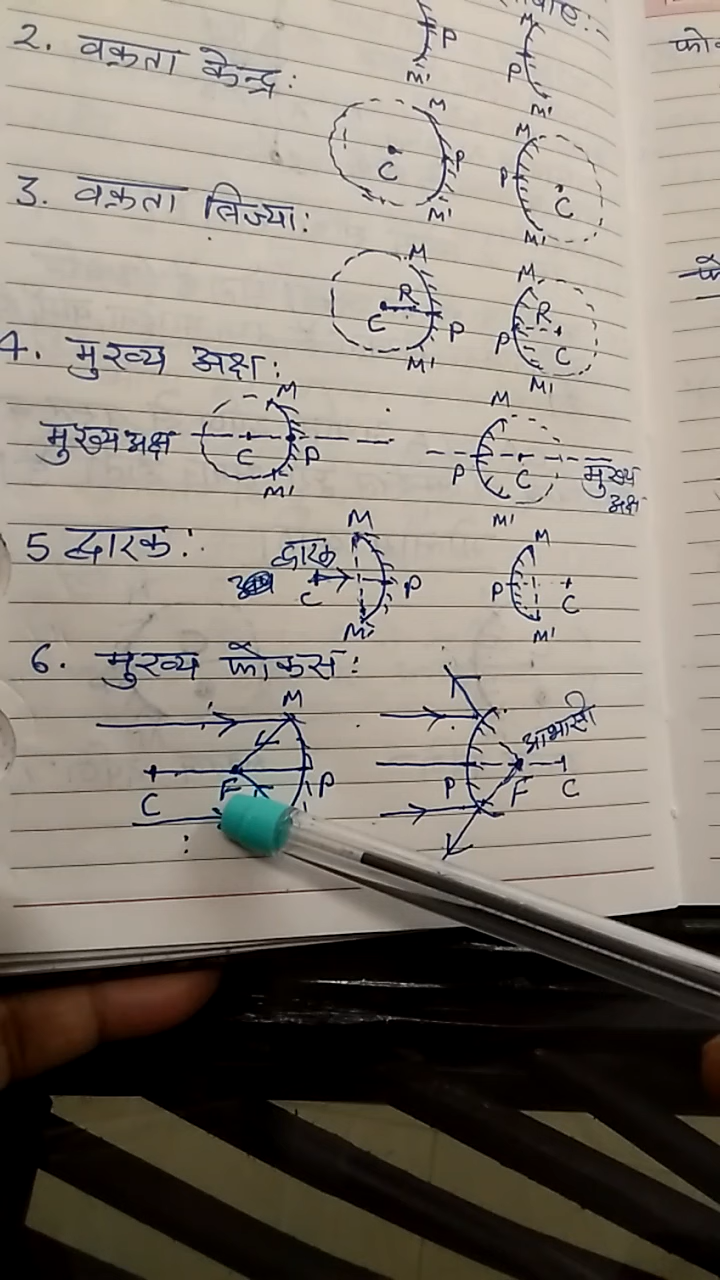 P P
M' M'
2. वक्रता केन्द्र:
M M
C P P C
M' M'
3. वक्रता त्रिज्या:
M M
R R
C P P C
M' M'
4. मुख्य अक्ष:
M M
मुख्य अक्ष C P P C मुख्य अक्ष
M' M'
5 द्वारक:
द्वारक M M
C P P C
M' M'
6. मुख्य फोकस:
M
आभासी
C F P P F C